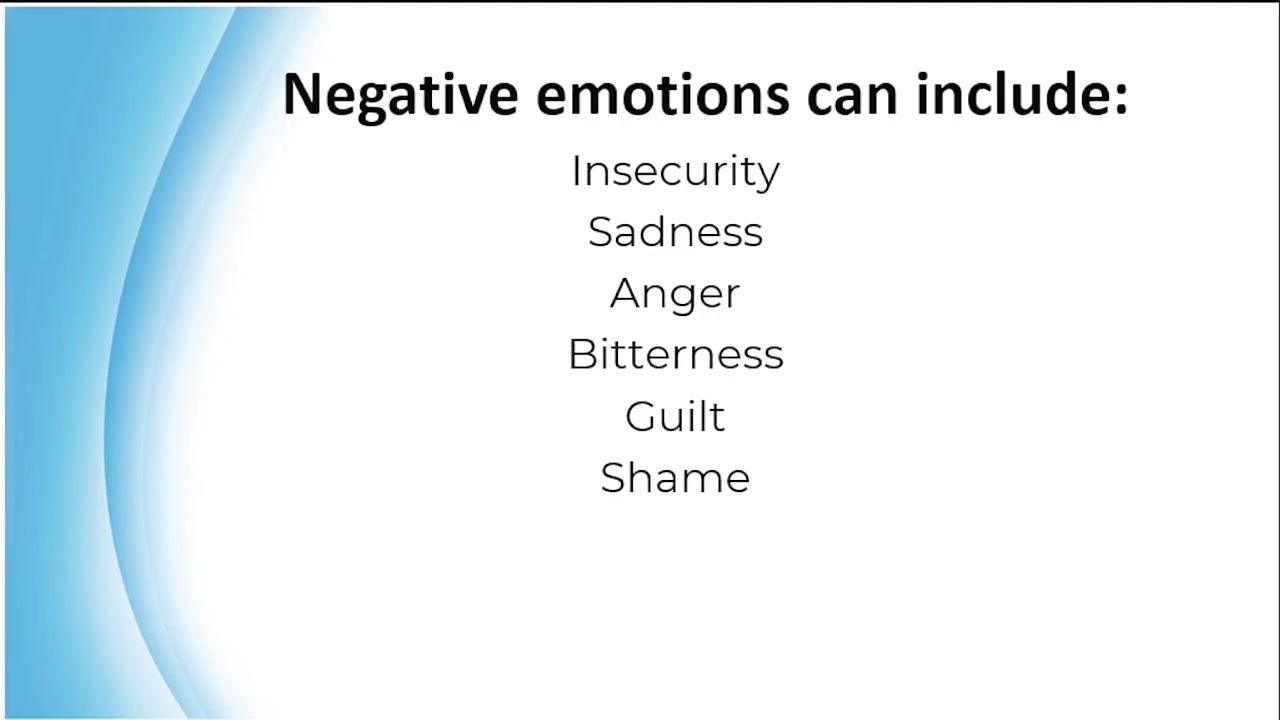 Negative emotions can include:
Insecurity
Sadness
Anger
Bitterness
Guilt
Shame